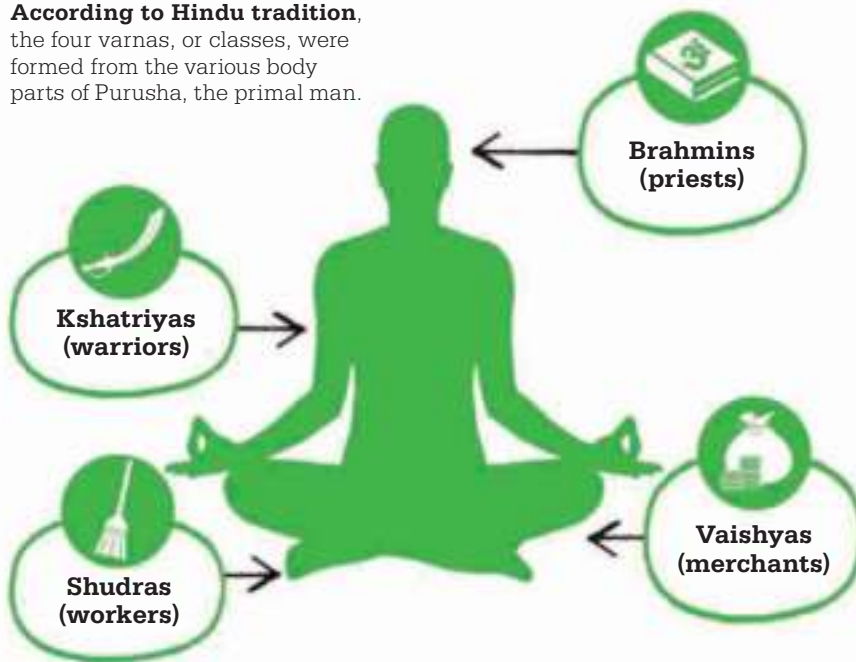 According to Hindu tradition,
the four varnas, or classes, were
formed from the various body
parts of Purusha, the primal man.
Brahmins
(priests)
Kshatriyas
(warriors)
Vaishyas
(merchants)
Shudras
(workers)
ॐ